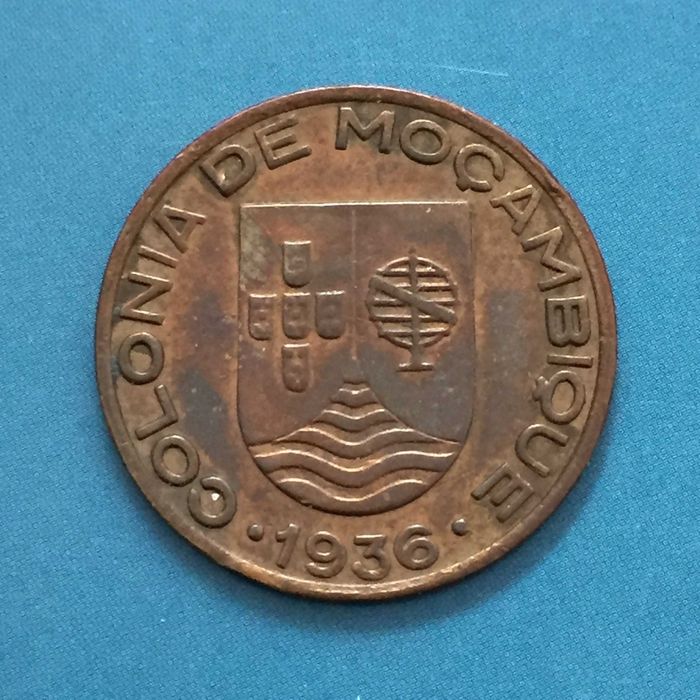 COLONIA DE MOÇAMBIQUE
• 1936 •